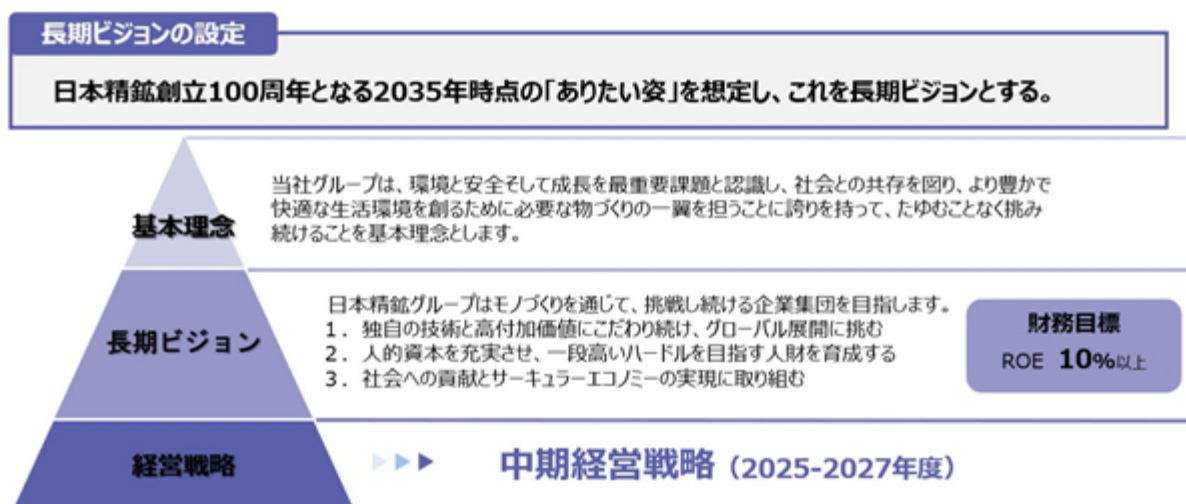 長期ビジョンの設定
日本精鉱創立100周年となる2035年時点の「ありたい姿」を想定し、これを長期ビジョンとする。
基本理念
当社グループは、環境と安全そして成長を最重要課題と認識し、社会との共存を図り、より豊かで
快適な生活環境を創るために必要な物づくりの一翼を担うことに誇りを持って、たゆむことなく挑み
続けることを基本理念とします。
長期ビジョン
日本精鉱グループはモノづくりを通じて、挑戦し続ける企業集団を目指します。
1. 独自の技術と高付加価値にこだわり続け、グローバル展開に挑む
2. 人的資本を充実させ、一段高いハードルを目指す人財を育成する
3. 社会への貢献とサーキュラーエコノミーの実現に取り組む
財務目標
ROE 10%以上
経営戦略
中期経営戦略(2025-2027年度)